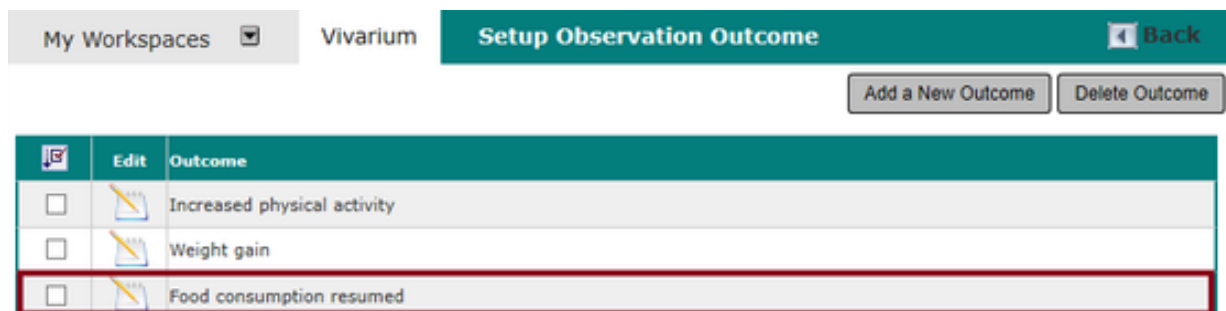 My Workspaces Vivarium Setup Observation Outcome Back
Add a New Outcome Delete Outcome
Edit Outcome
Increased physical activity
Weight gain
Food consumption resumed